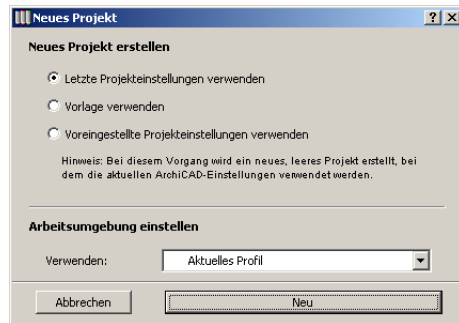 Neues Projekt
Neues Projekt erstellen
Letzte Projekteinstellungen verwenden
Vorlage verwenden
Voreingestellte Projekteinstellungen verwenden
Hinweis: Bei diesem Vorgang wird ein neues, leeres Projekt erstellt, bei
dem die aktuellen ArchiCAD-Einstellungen verwendet werden.
Arbeitsumgebung einstellen
Verwenden: Aktuelles Profil
Abbrechen Neu